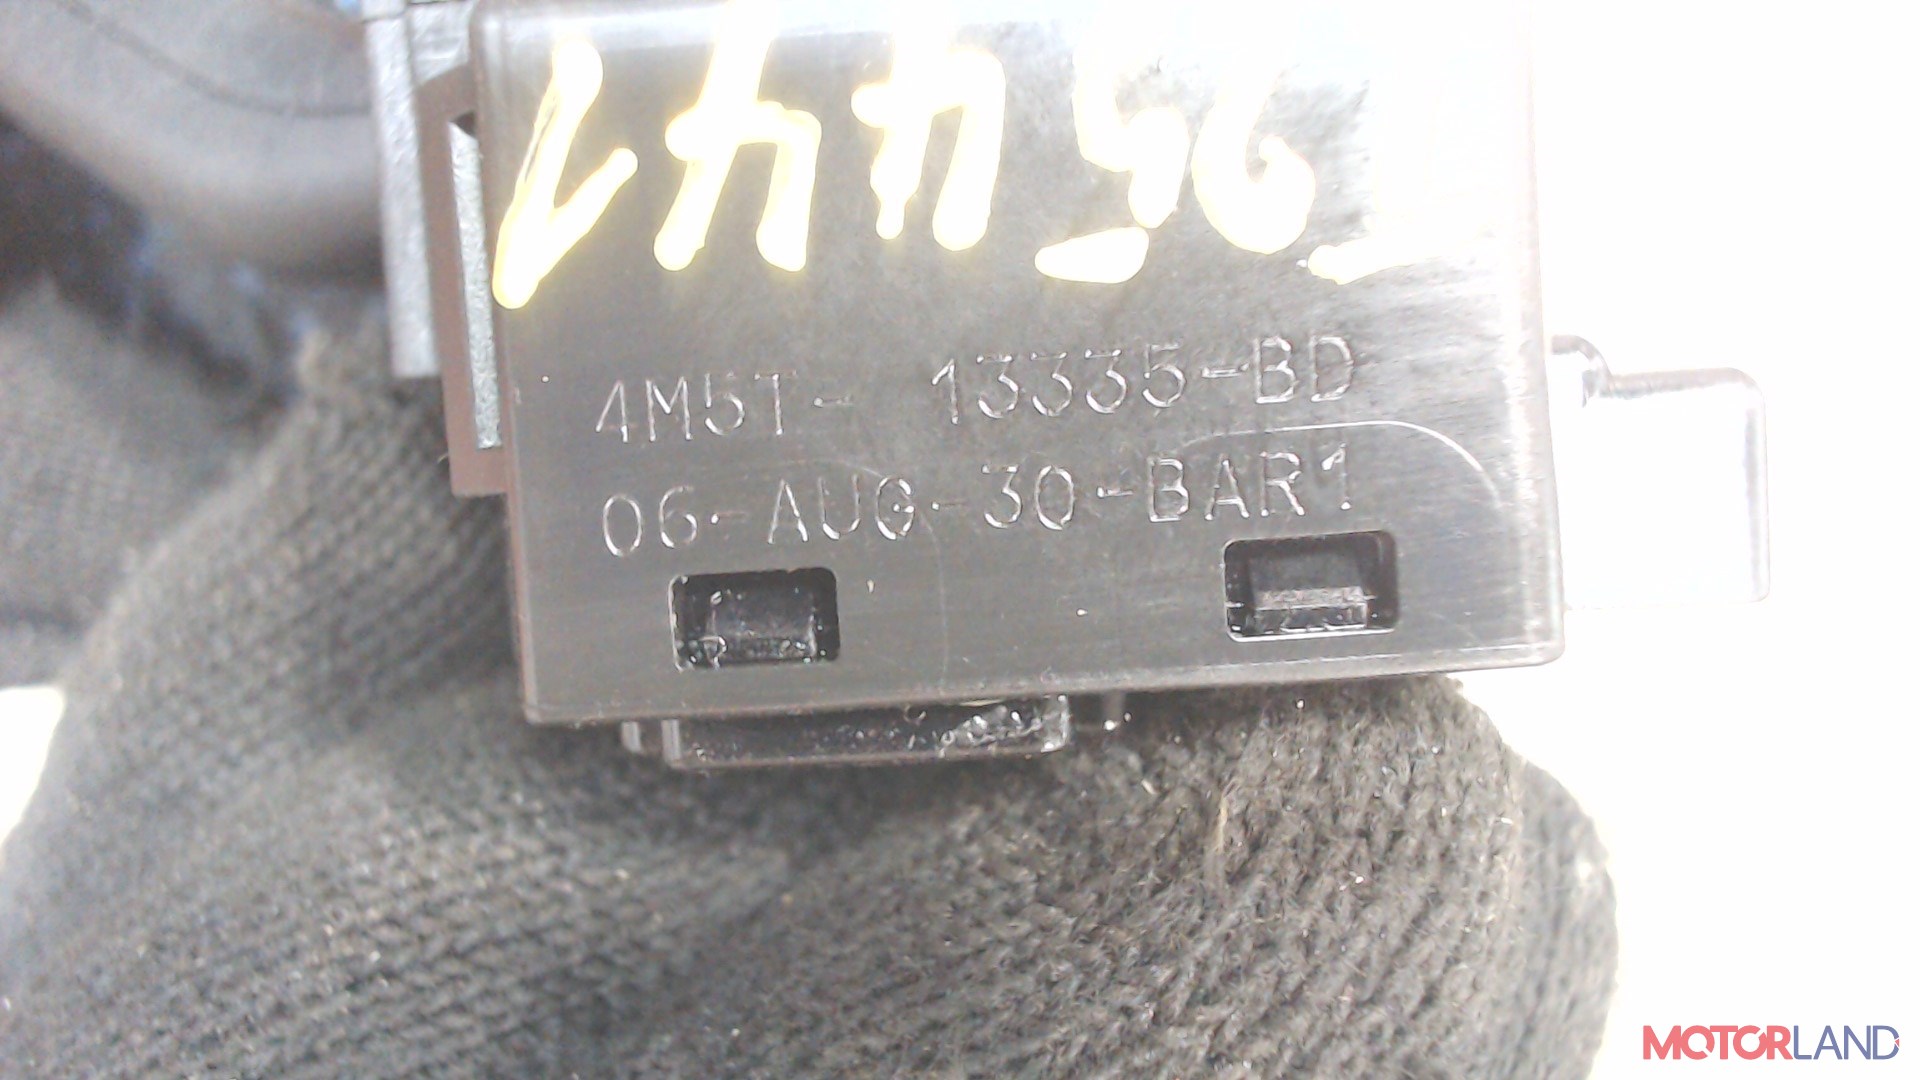 4M5T- 13335-BD
06-AUG-30-BAR1
MOTORLAND